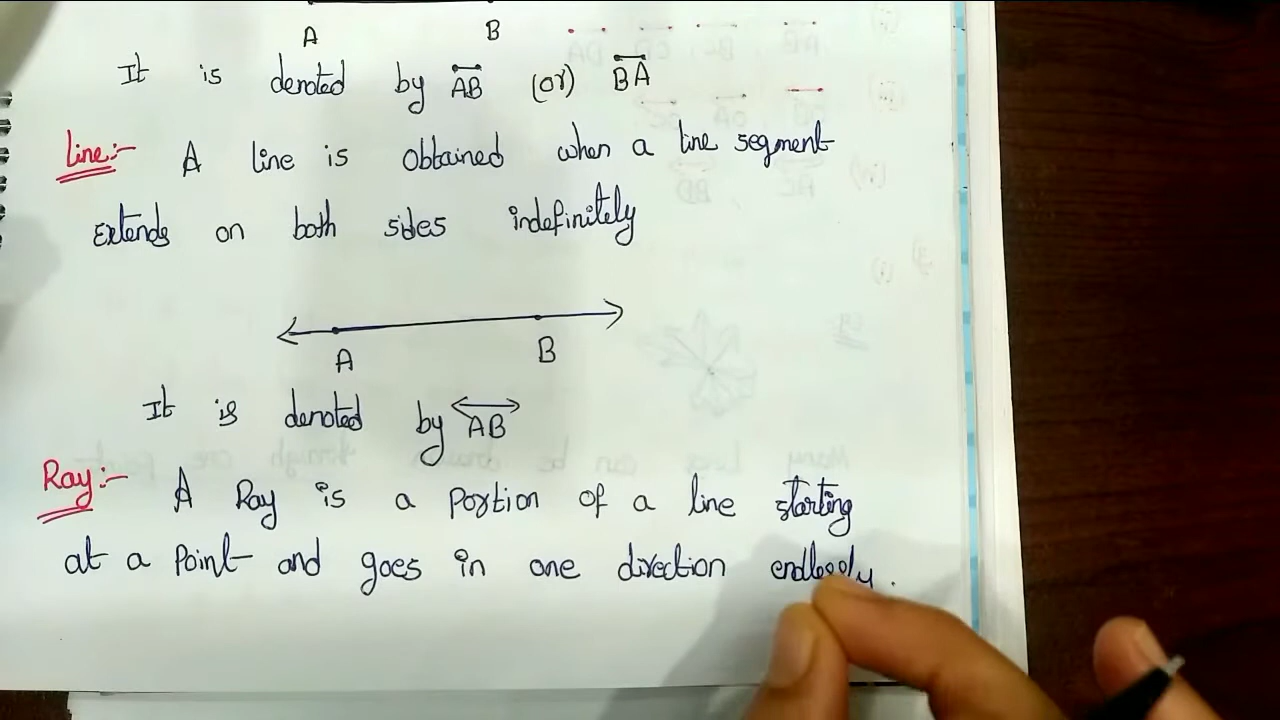 A B
It is denoted by AB (or) BA
Line:- A line is obtained when a line segment
extends on both sides indefinitely
A B
It is denoted by AB
Ray:- A Ray is a portion of a line starting
at a point and goes in one direction endlessly.